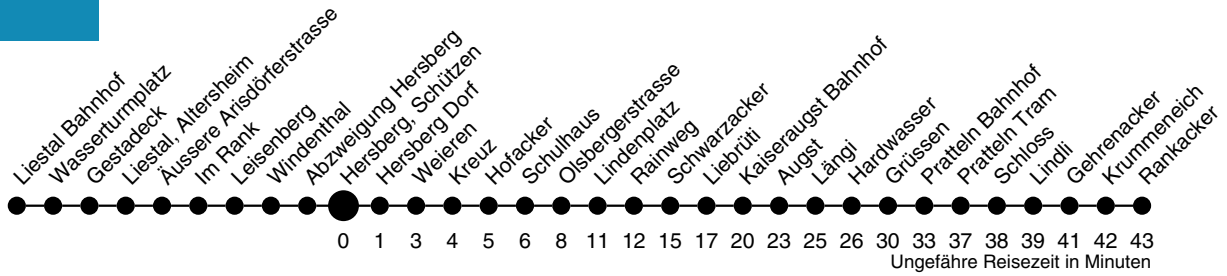 Liestal Bahnhof
Wasserturmplatz
Gestadeck
Liestal, Altersheim
Äussere Arisdörferstrasse
Im Rank
Leisenberg
Windenthal
Abzweigung Hersberg
Hersberg, Schützen
Hersberg Dorf
Weieren
Kreuz
Hofacker
Schulhaus
Olsbergerstrasse
Lindenplatz
Rainweg
Schwarzacker
Liebrüti
Kaiseraugst Bahnhof
Augst
Längi
Hardwasser
Grüssen
Pratteln Bahnhof
Pratteln Tram
Schloss
Lindli
Gehrenacker
Krummeneich
Rankacker
0 1 3 4 5 6 8 11 12 15 17 20 23 25 26 30 33 37 38 39 41 42 43
Ungefähre Reisezeit in Minuten